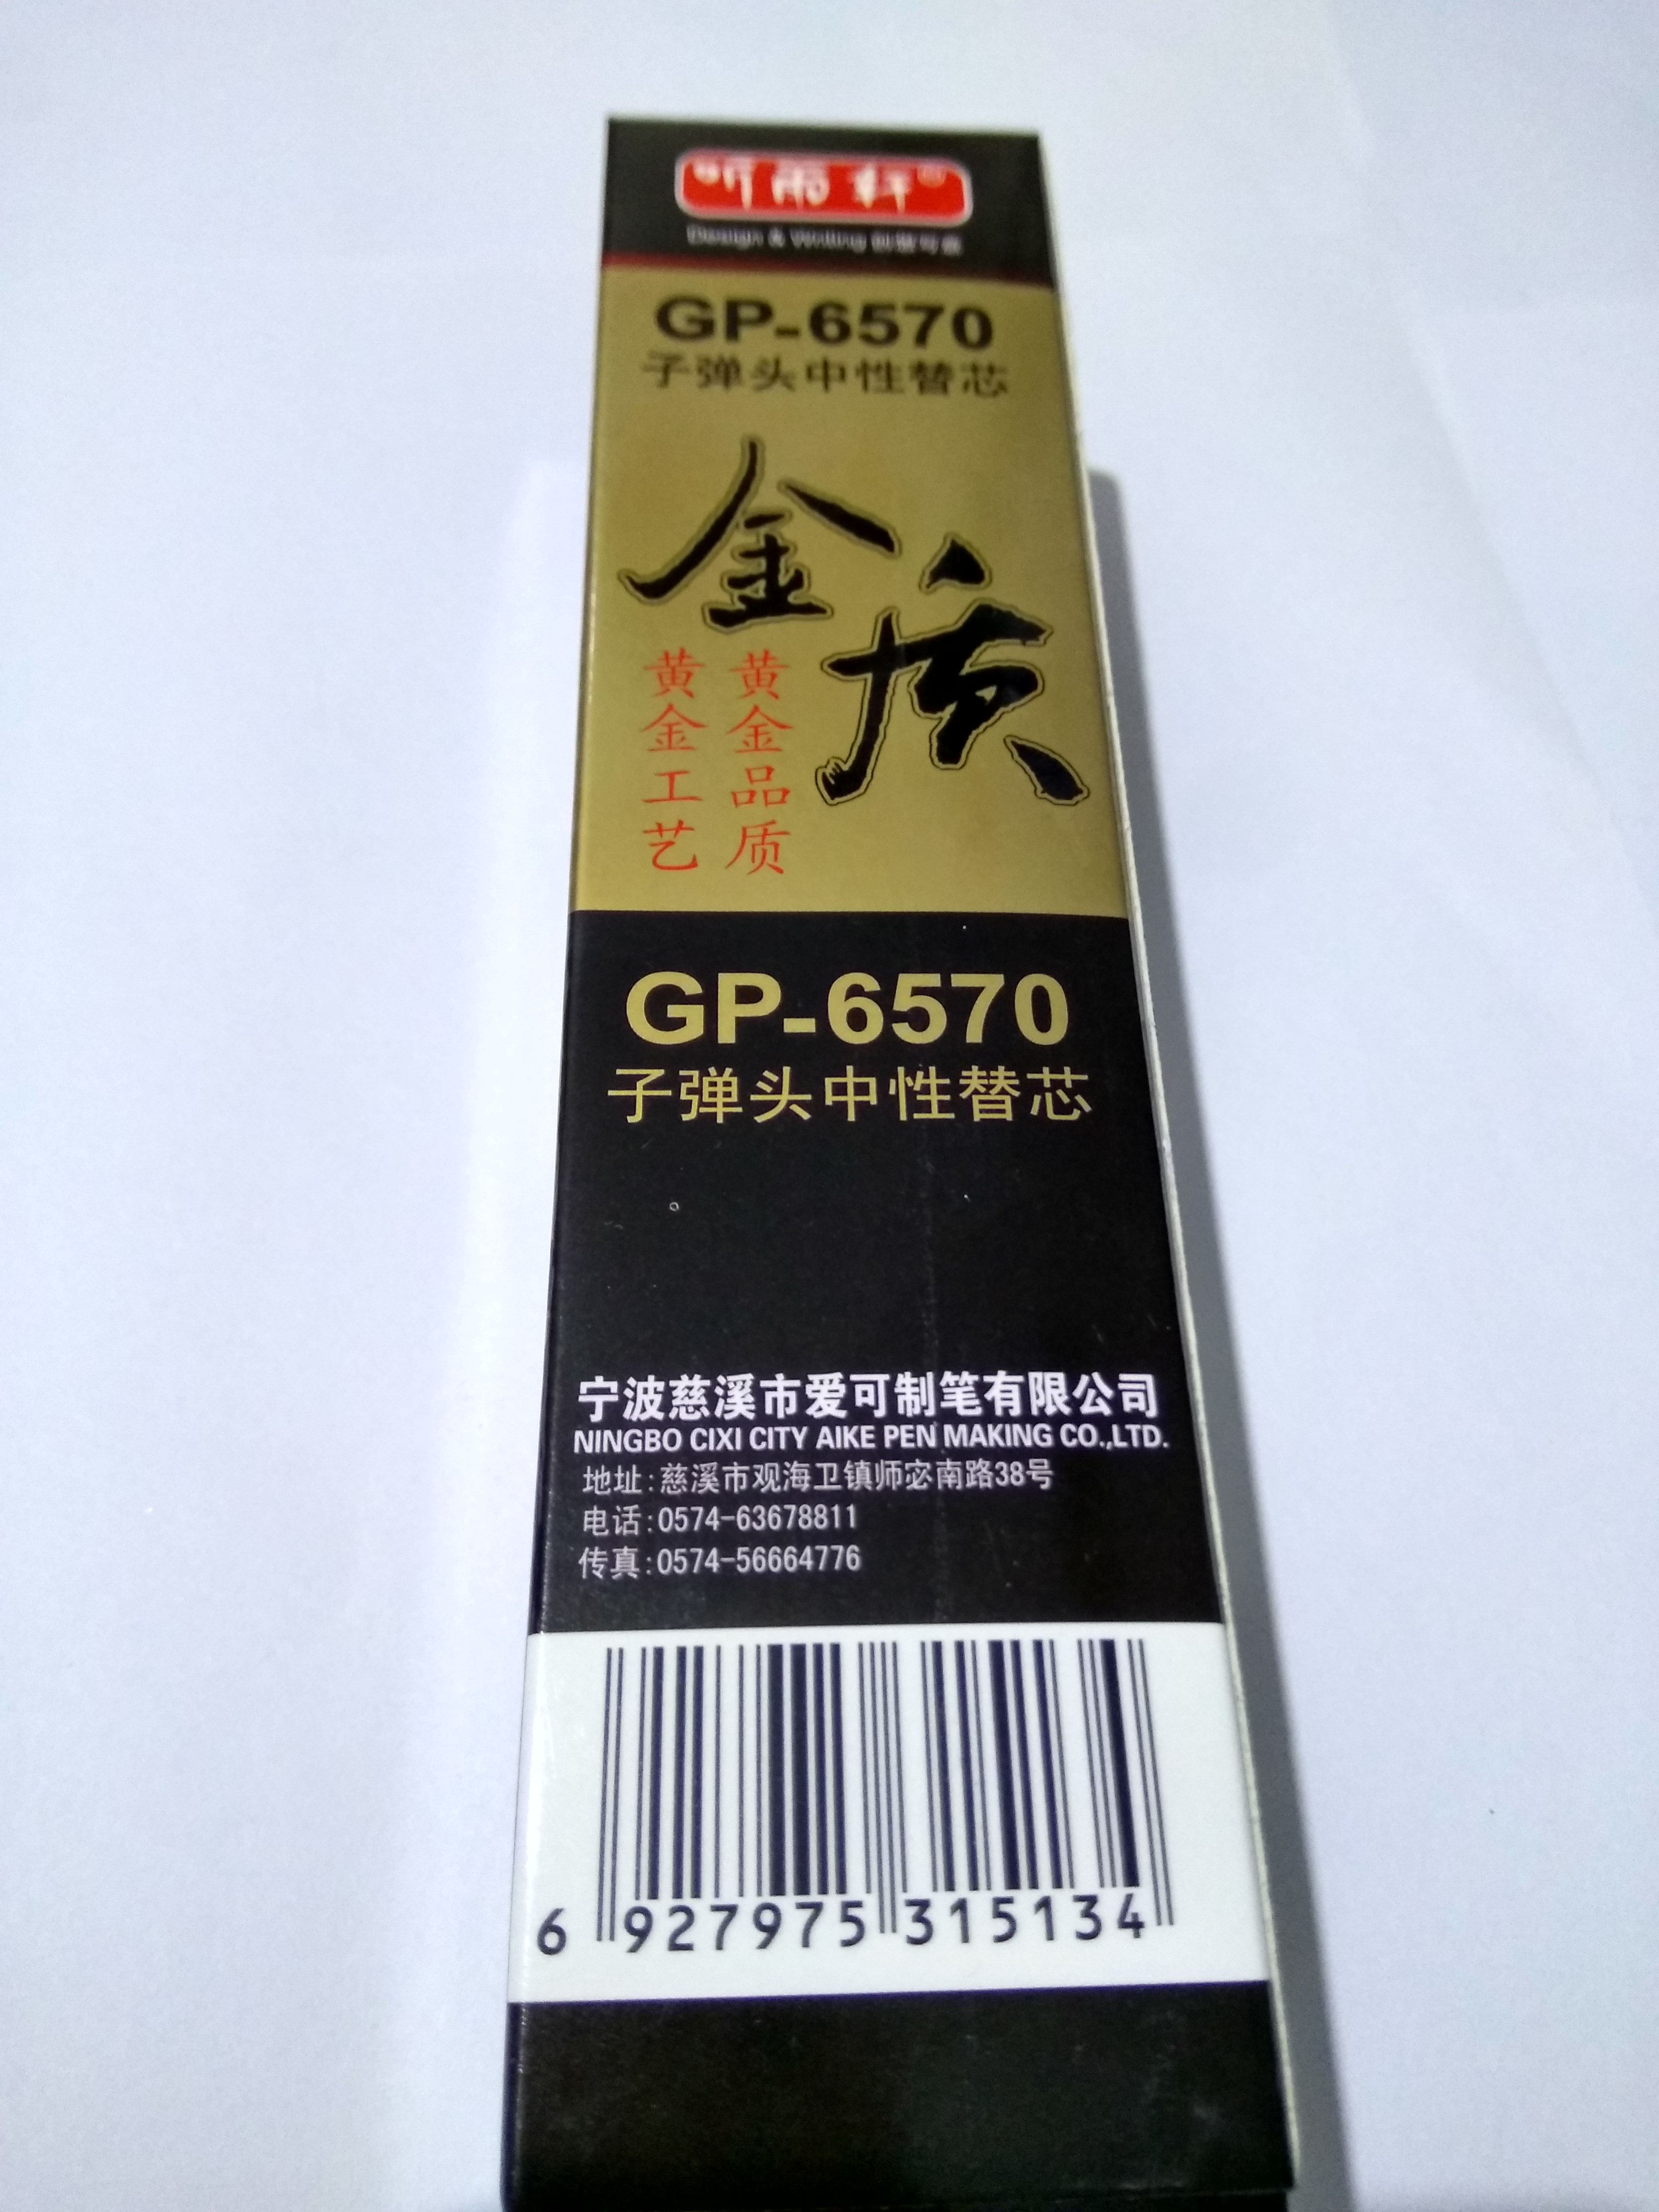 听雨轩®
Design & Writing
GP-6570
子弹头中性替芯
金质
黄金品质
黄金工艺
GP-6570
子弹头中性替芯
宁波慈溪市爱可制笔有限公司
NINGBO CIXI CITY AIKE PEN MAKING CO.,LTD.
地址:慈溪市观海卫镇师宓南路38号
电话:0574-63678811
传真:0574-56664776
6 927975 315134